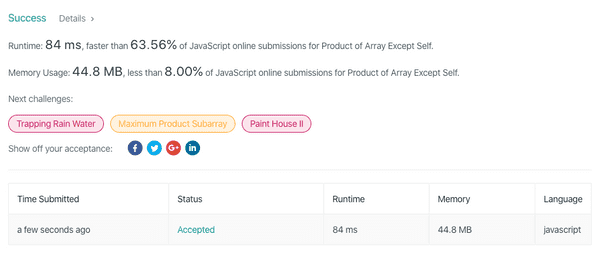 Success Details >
Runtime: 84 ms, faster than 63.56% of JavaScript online submissions for Product of Array Except Self.
Memory Usage: 44.8 MB, less than 8.00% of JavaScript online submissions for Product of Array Except Self.
Next challenges:
Trapping Rain Water Maximum Product Subarray Paint House II
Show off your acceptance: f G+ in
Time Submitted Status Runtime Memory Language
a few seconds ago Accepted 84 ms 44.8 MB javascript